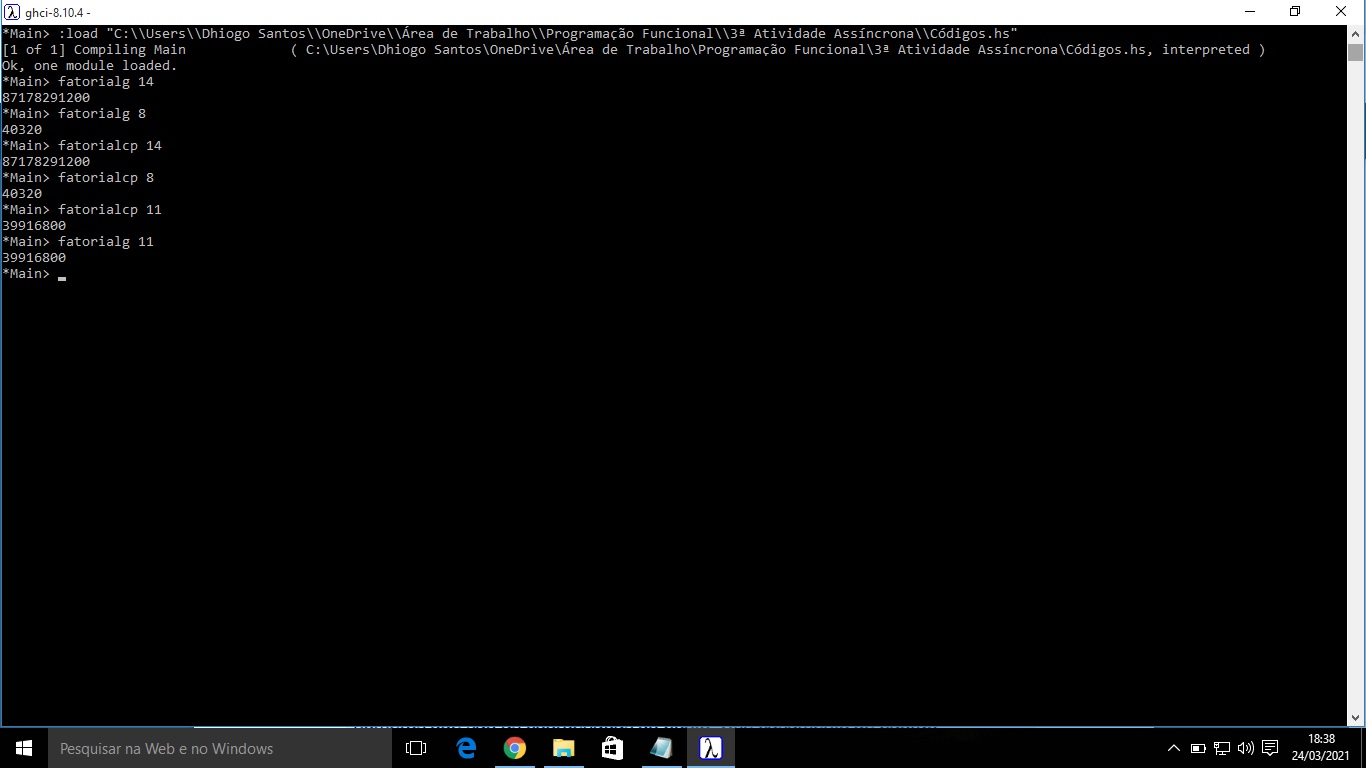 ghci-8.10.4 -
*Main> :load "C:\\Users\\Dhiogo Santos\\OneDrive\\Área de Trabalho\\Programação Funcional\\3ª Atividade Assíncrona\\Códigos.hs"
[1 of 1] Compiling Main             ( C:\Users\Dhiogo Santos\OneDrive\Área de Trabalho\Programação Funcional\3ª Atividade Assíncrona\Códigos.hs, interpreted )
Ok, one module loaded.
*Main> fatorialg 14
87178291200
*Main> fatorialg 8
40320
*Main> fatorialcp 14
87178291200
*Main> fatorialcp 8
40320
*Main> fatorialcp 11
39916800
*Main> fatorialg 11
39916800
*Main>
Pesquisar na Web e no Windows
18:38
24/03/2021